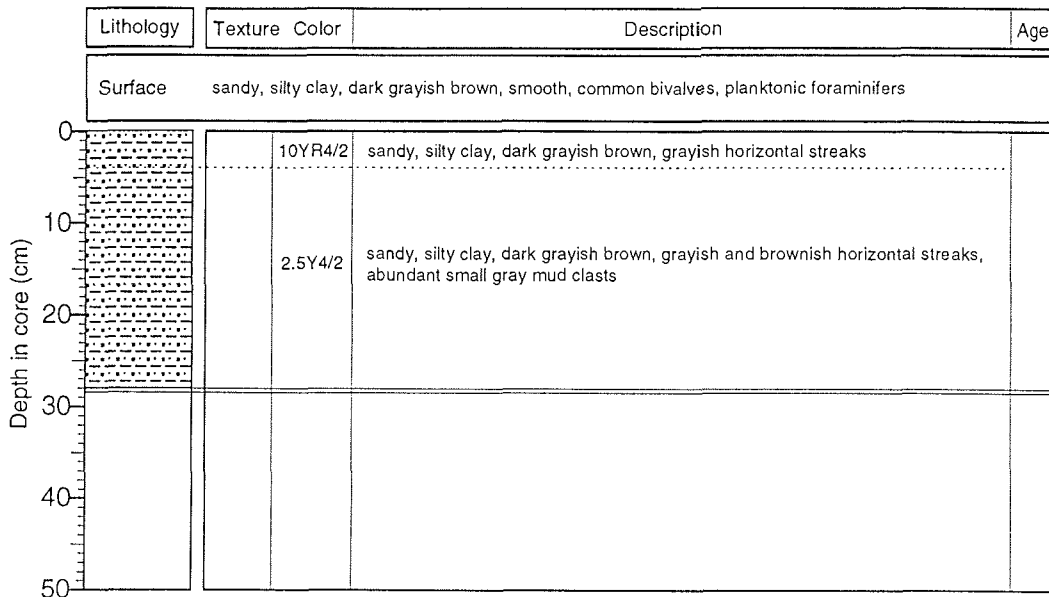 Lithology Texture Color Description Age
Surface sandy, silty clay, dark grayish brown, smooth, common bivalves, planktonic foraminifers
0
10YR4/2 sandy, silty clay, dark grayish brown, grayish horizontal streaks
10
2.5Y4/2 sandy, silty clay, dark grayish brown, grayish and brownish horizontal streaks,
abundant small gray mud clasts
20
30
40
50
Depth in core (cm)